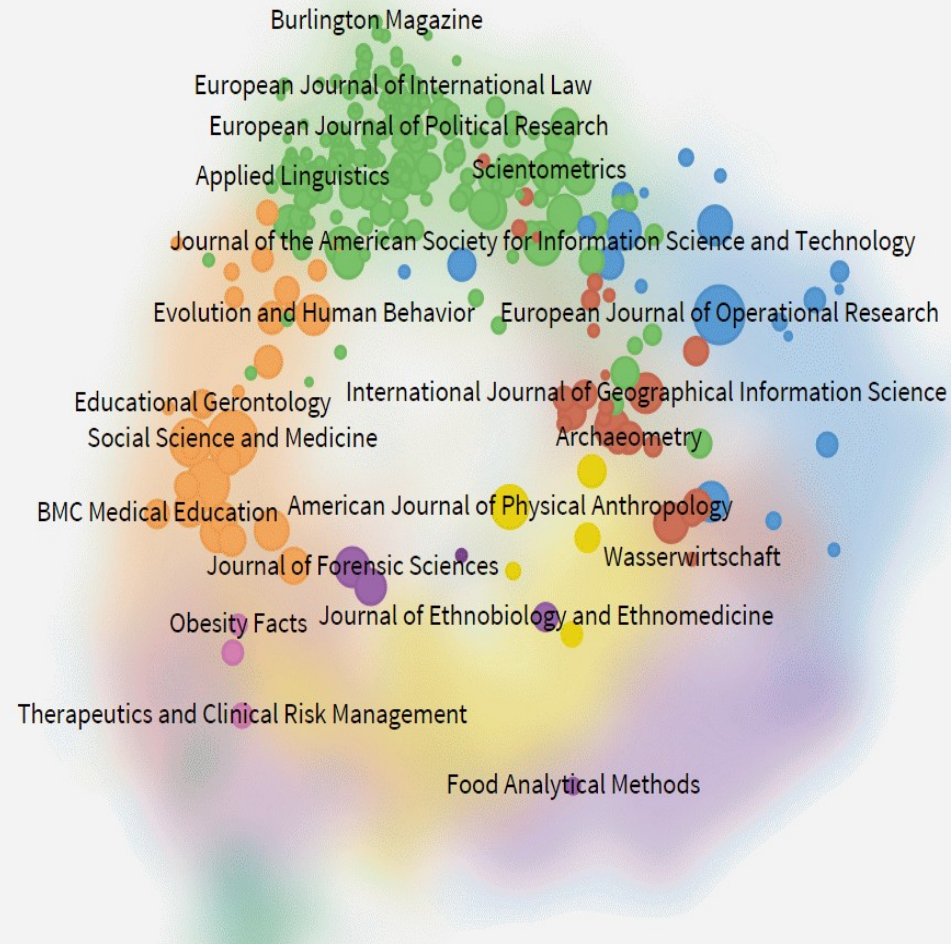 Burlington Magazine
European Journal of International Law
European Journal of Political Research
Scientometrics
Applied Linguistics
Journal of the American Society for Information Science and Technology
Evolution and Human Behavior
European Journal of Operational Research
International Journal of Geographical Information Science
Educational Gerontology
Social Science and Medicine
Archaeometry
American Journal of Physical Anthropology
BMC Medical Education
Wasserwirtschaft
Journal of Forensic Sciences
Journal of Ethnobiology and Ethnomedicine
Obesity Facts
Therapeutics and Clinical Risk Management
Food Analytical Methods